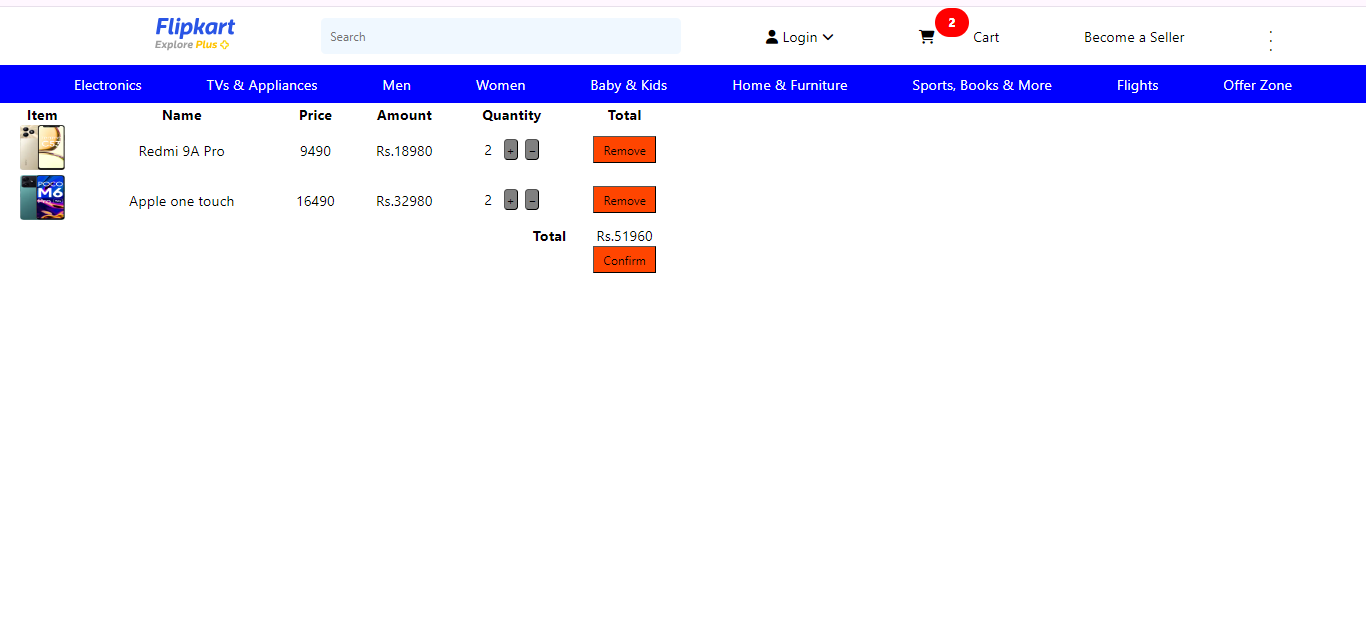 Flipkart
Explore Plus
Search
Login
2
Cart
Become a Seller
Electronics TVs & Appliances Men Women Baby & Kids Home & Furniture Sports, Books & More Flights Offer Zone
Item Name Price Amount Quantity Total
Redmi 9A Pro 9490 Rs.18980 2 + - Remove
POCO
M6
Pro
Apple one touch 16490 Rs.32980 2 + - Remove
Total Rs.51960
Confirm